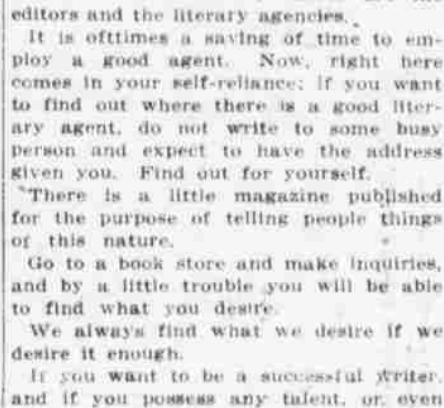 editors and the literary agencies.
It is ofttimes a saving of time to em-
ploy a good agent. Now, right here
comes in your self-reliance; if you want
to find out where there is a good liter-
ary agent, do not write to some busy
person and expect to have the address
given you. Find out for yourself.
There is a little magazine published
for the purpose of telling people things
of this nature.
Go to a book store and make inquiries,
and by a little trouble you will be able
to find what you desire.
We always find what we desire if we
desire it enough.
If you want to be a successful writer,
and if you possess any talent, or even